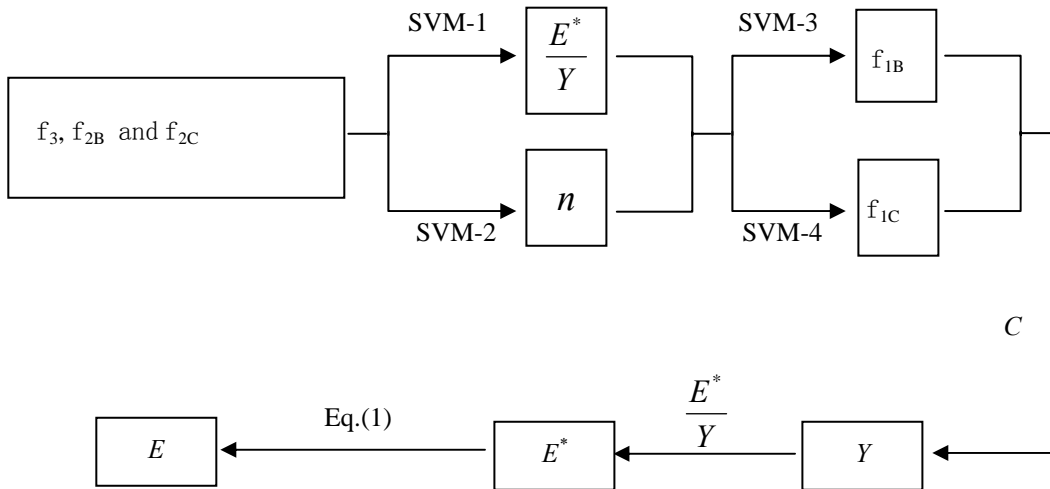 SVM-1
E*/Y
SVM-3
f1B
f3, f2B and f2C
n
SVM-2
f1C
SVM-4
C
E*/Y
Eq.(1)
E
E*
Y